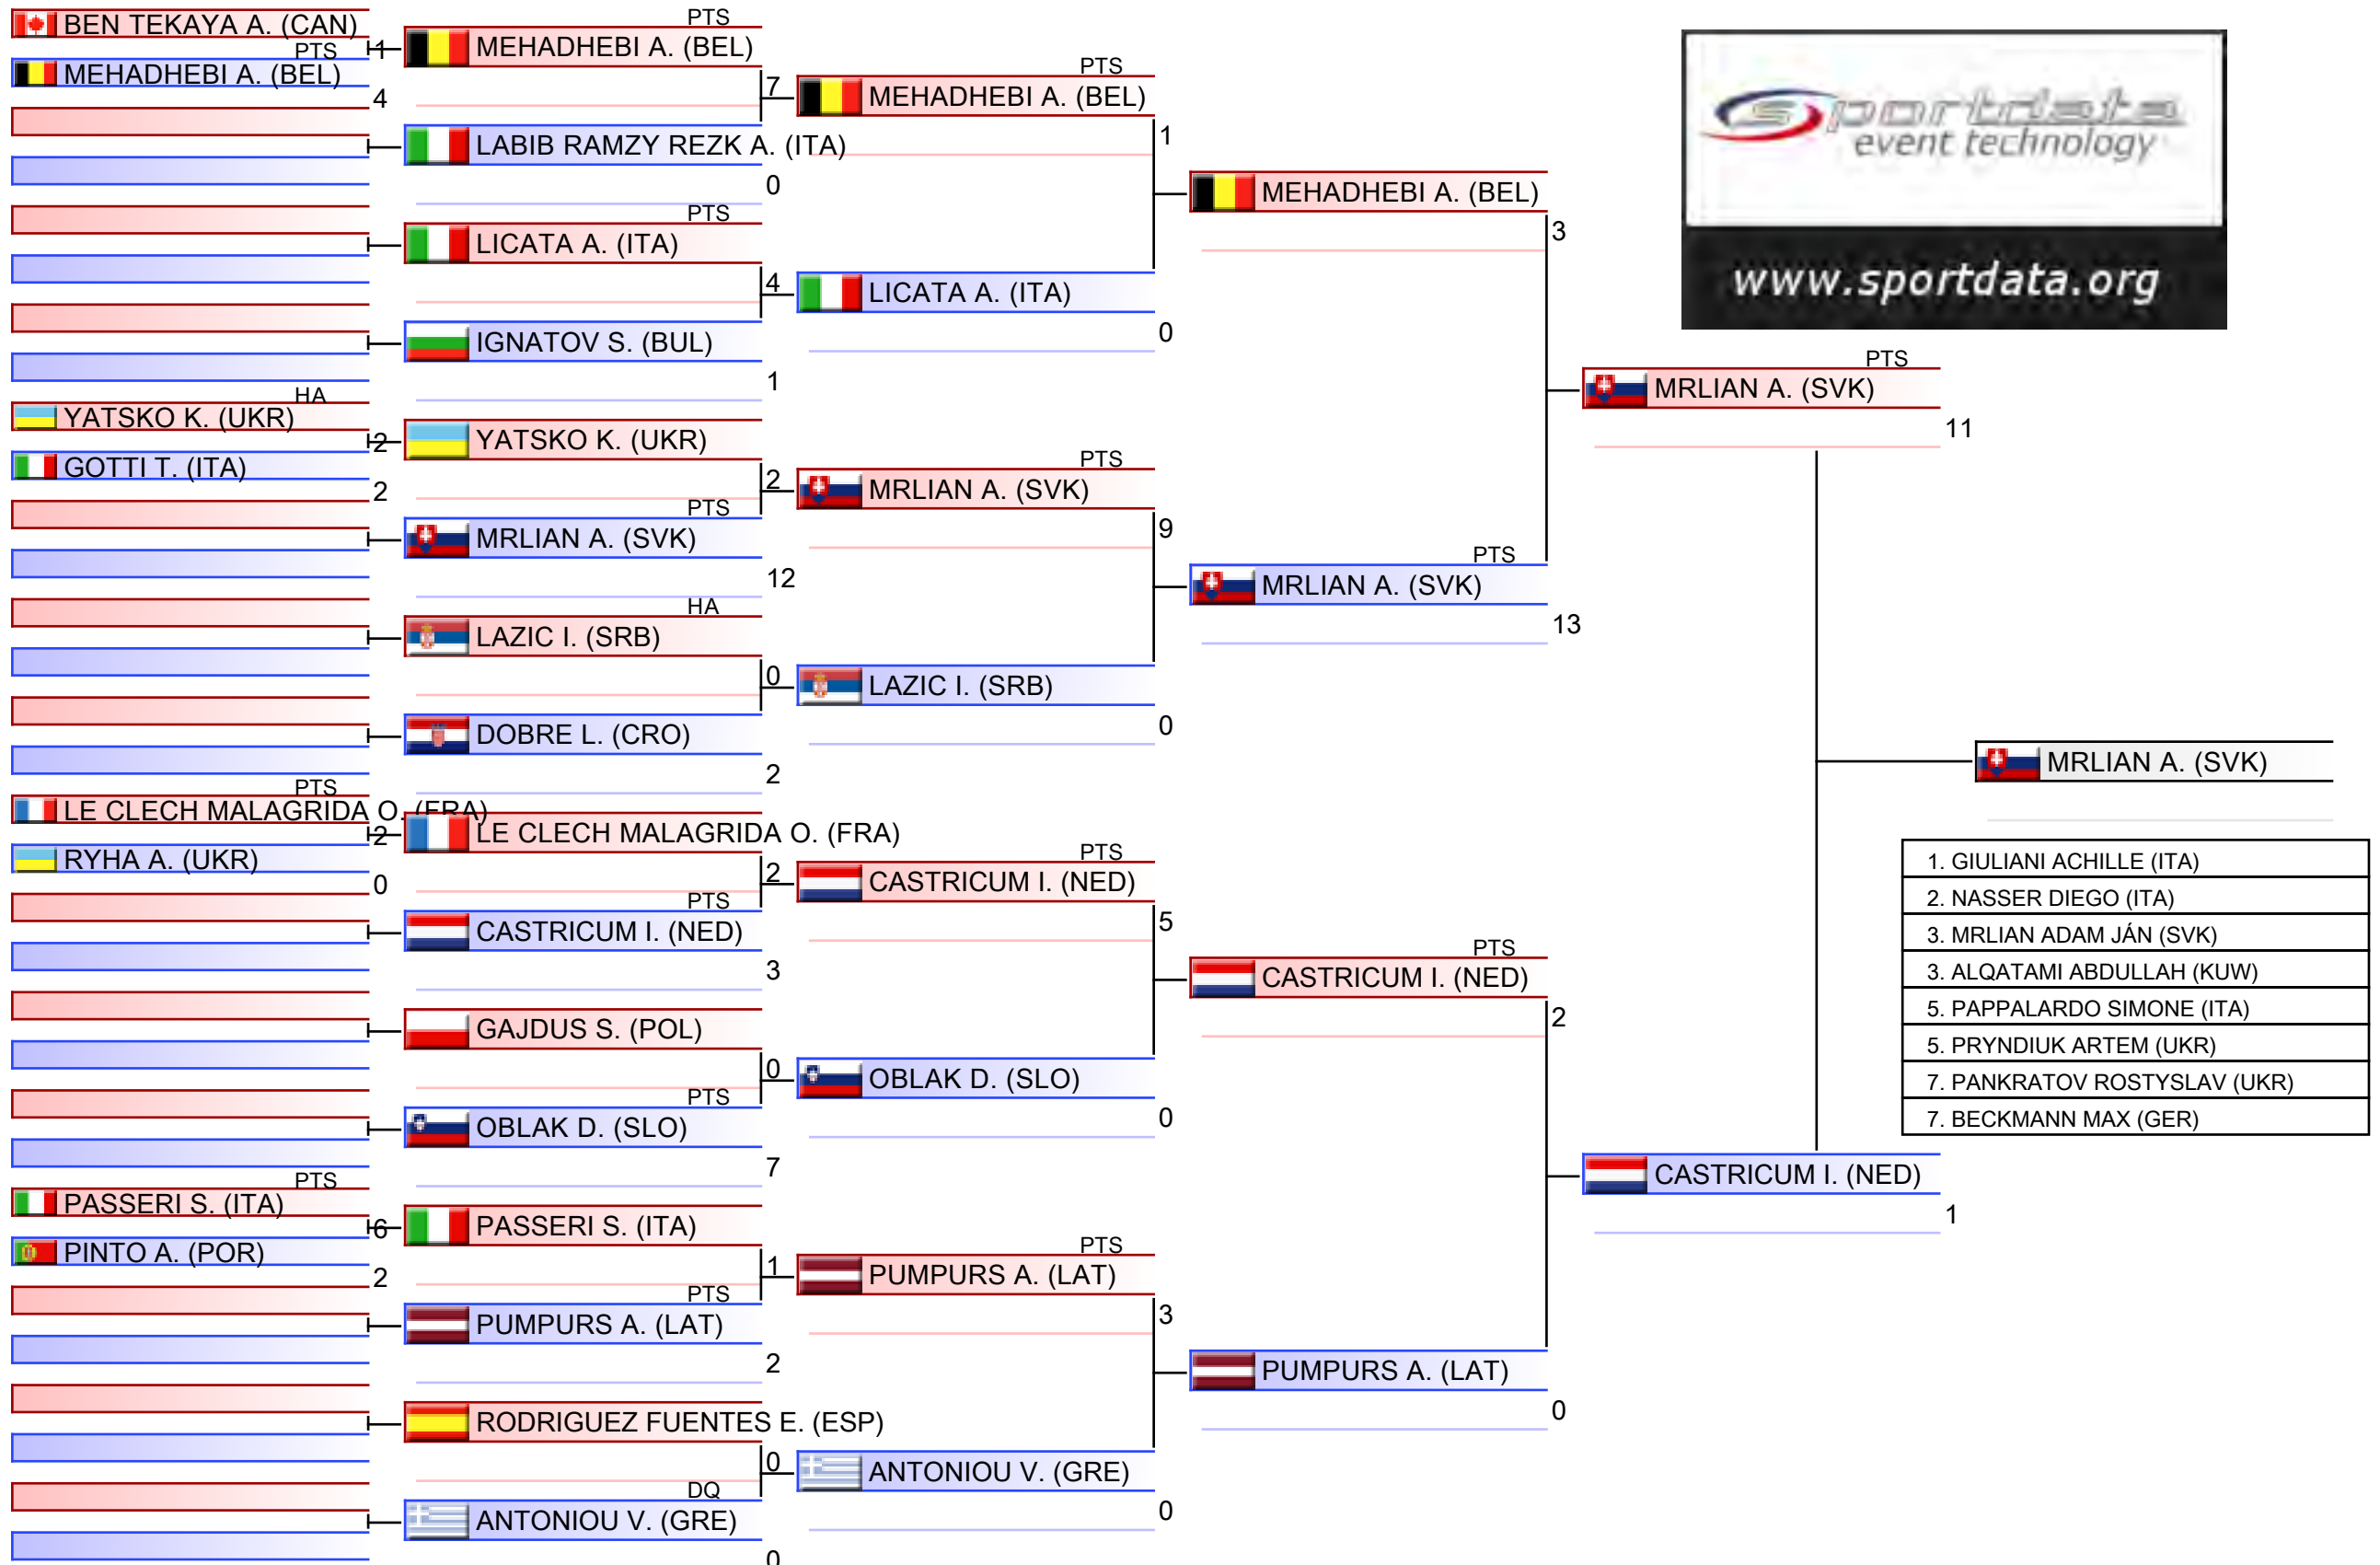 BEN TEKAYA A. (CAN)
1
PTS
MEHADHEBI A. (BEL)
4
HA
YATSKO K. (UKR)
2
GOTTI T. (ITA)
2
PTS
LE CLECH MALAGRIDA O. (FRA)
2
RYHA A. (UKR)
0
PTS
PASSERI S. (ITA)
6
PINTO A. (POR)
2
PTS
MEHADHEBI A. (BEL)
7
LABIB RAMZY REZK A. (ITA)
0
PTS
LICATA A. (ITA)
4
IGNATOV S. (BUL)
1
YATSKO K. (UKR)
2
PTS
MRLIAN A. (SVK)
12
HA
LAZIC I. (SRB)
0
DOBRE L. (CRO)
2
LE CLECH MALAGRIDA O. (FRA)
2
PTS
CASTRICUM I. (NED)
3
GAJDUS S. (POL)
0
PTS
OBLAK D. (SLO)
7
PASSERI S. (ITA)
1
PTS
PUMPURS A. (LAT)
2
RODRIGUEZ FUENTES E. (ESP)
0
DQ
ANTONIOU V. (GRE)
0
PTS
MEHADHEBI A. (BEL)
1
LICATA A. (ITA)
0
PTS
MRLIAN A. (SVK)
9
LAZIC I. (SRB)
0
PTS
CASTRICUM I. (NED)
5
OBLAK D. (SLO)
0
PTS
PUMPURS A. (LAT)
3
ANTONIOU V. (GRE)
0
MEHADHEBI A. (BEL)
3
PTS
MRLIAN A. (SVK)
13
PTS
CASTRICUM I. (NED)
2
PUMPURS A. (LAT)
0
PTS
MRLIAN A. (SVK)
11
CASTRICUM I. (NED)
1
MRLIAN A. (SVK)
sportdata
event technology
www.sportdata.org
1. GIULIANI ACHILLE (ITA)
2. NASSER DIEGO (ITA)
3. MRLIAN ADAM JÁN (SVK)
3. ALQATAMI ABDULLAH (KUW)
5. PAPPALARDO SIMONE (ITA)
5. PRYNDIUK ARTEM (UKR)
7. PANKRATOV ROSTYSLAV (UKR)
7. BECKMANN MAX (GER)